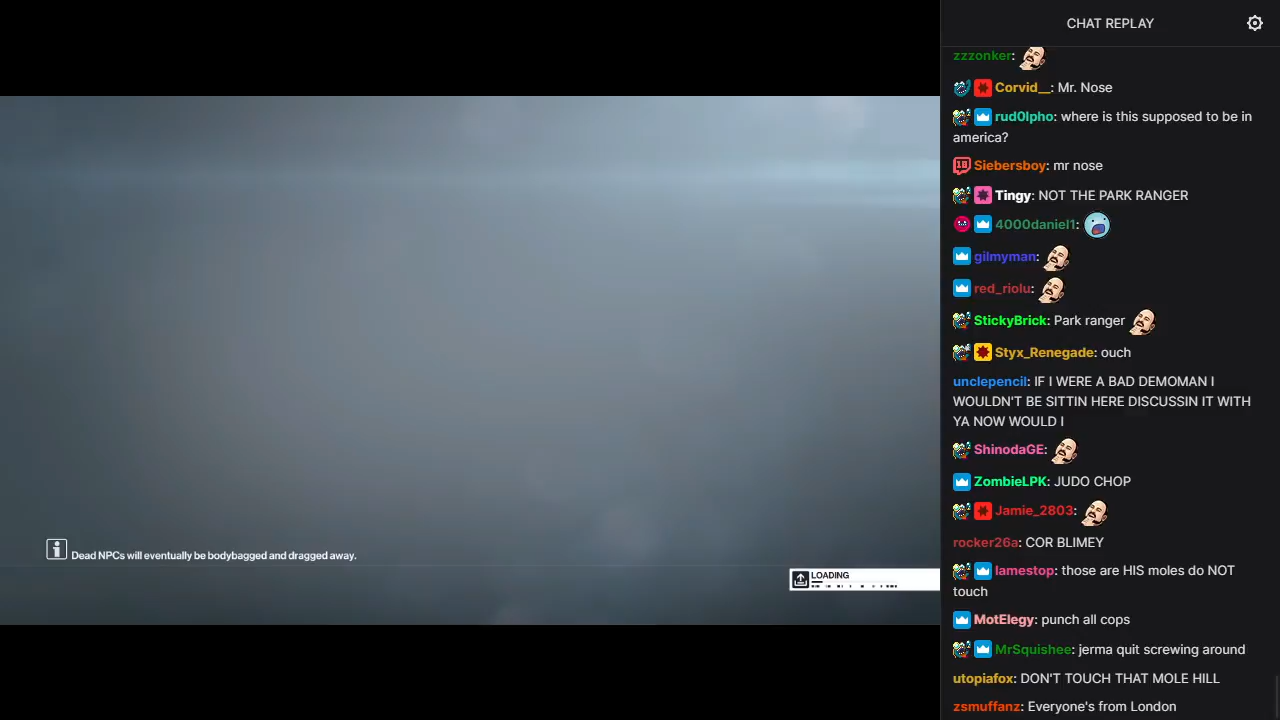 CHAT REPLAY
zzzonker:
Corvid__: Mr. Nose
rud0lpho: where is this supposed to be in
america?
Siebersboy: mr nose
Tingy: NOT THE PARK RANGER
4000daniel1:
gilmyman:
red_riolu:
StickyBrick: Park ranger
Styx_Renegade: ouch
unclepencil: IF I WERE A BAD DEMOMAN I
WOULDN'T BE SITTIN HERE DISCUSSIN IT WITH
YA NOW WOULD I
ShinodaGE:
ZombieLPK: JUDO CHOP
Jamie_2803:
rocker26a: COR BLIMEY
lamestop: those are HIS moles do NOT
touch
MotElegy: punch all cops
MrSquishee: jerma quit screwing around
utopiafox: DON'T TOUCH THAT MOLE HILL
zsmuffanz: Everyone's from London
Dead NPCs will eventually be bodybagged and dragged away.
LOADING